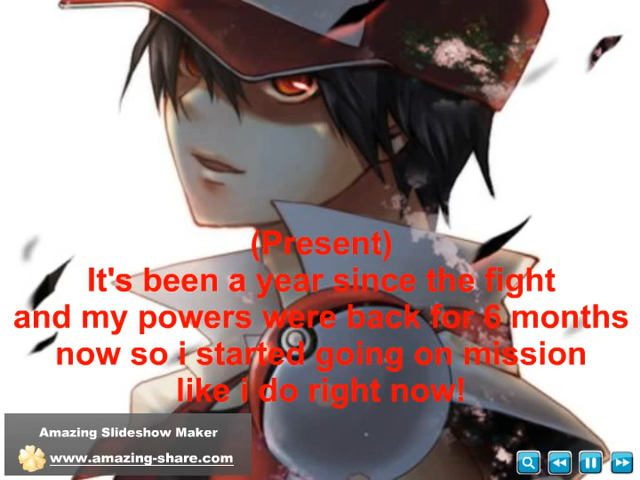 (Present)
It's been a year since the fight
and my powers were back for 6 months
now so i started going on mission
like i do right now!
Amazing Slideshow Maker
www.amazing-share.com